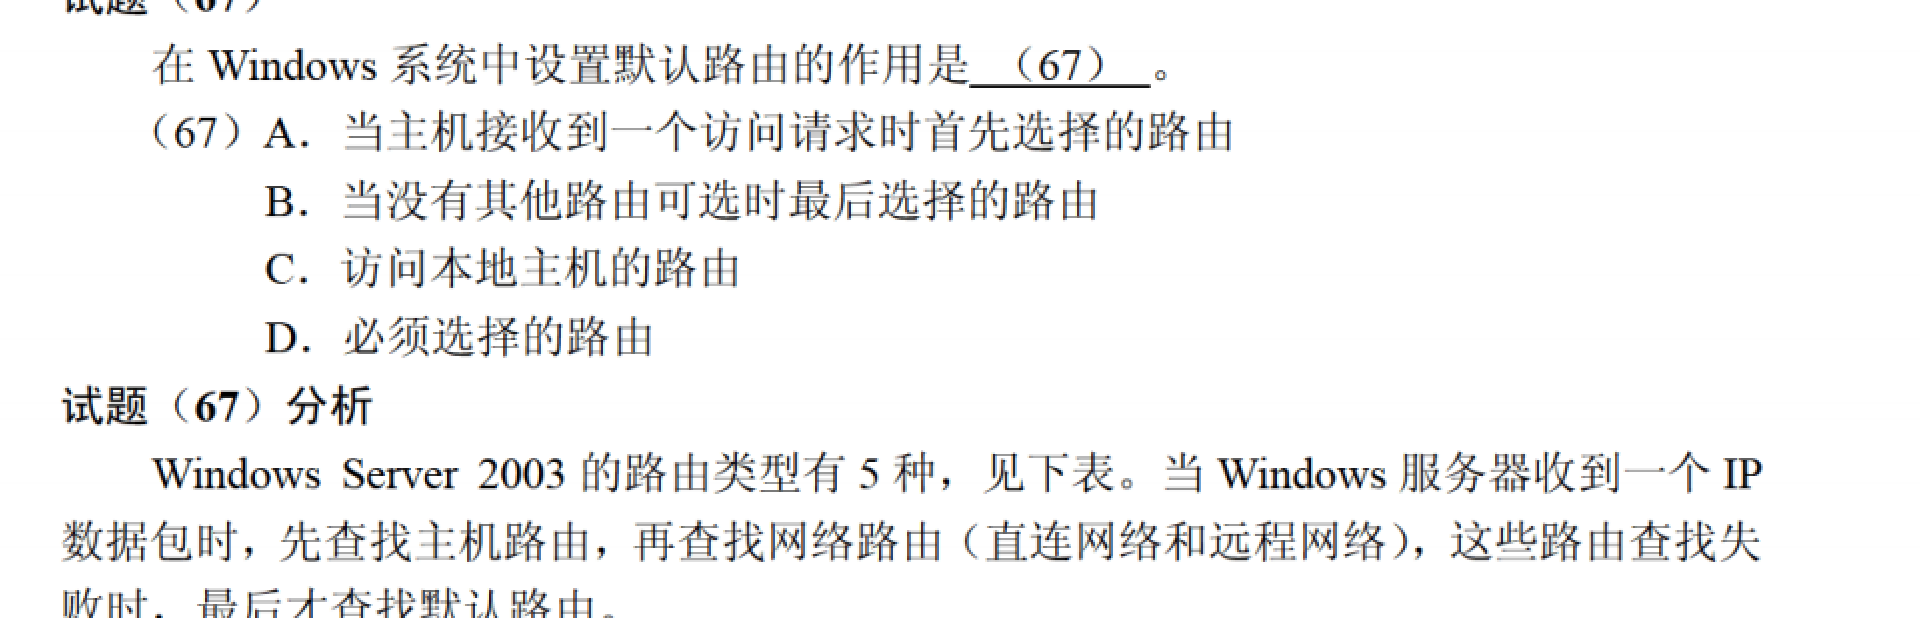 试题（67）
在 Windows 系统中设置默认路由的作用是 （67） 。
（67）A．当主机接收到一个访问请求时首先选择的路由
B．当没有其他路由可选时最后选择的路由
C．访问本地主机的路由
D．必须选择的路由
试题（67）分析
Windows Server 2003 的路由类型有 5 种，见下表。当 Windows 服务器收到一个 IP
数据包时，先查找主机路由，再查找网络路由（直连网络和远程网络），这些路由查找失
败时，最后才查找默认路由。